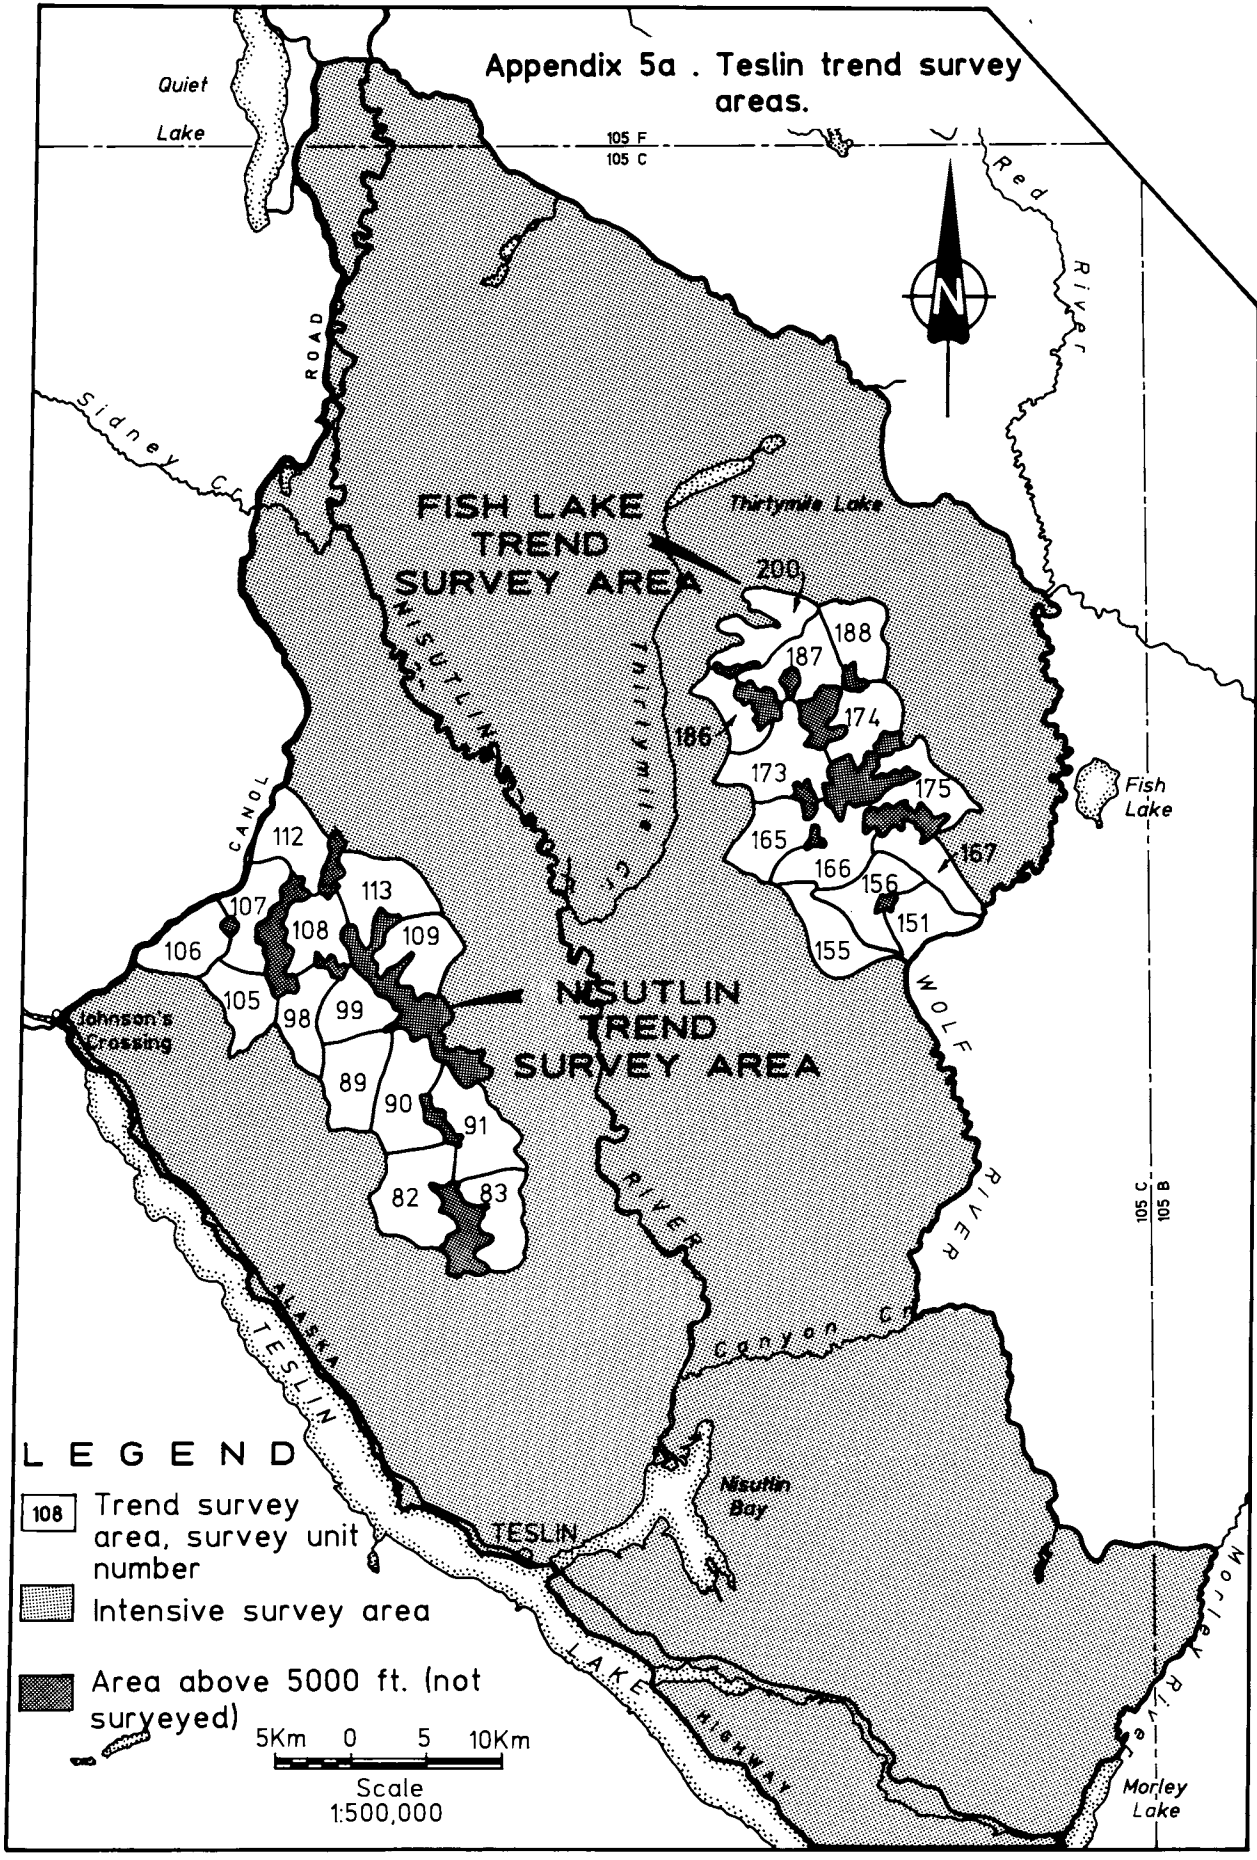 Appendix 5a . Teslin trend survey
areas.
Quiet
Lake
105 F
105 C
Red
River
N
ROAD
Sidney Cr.
Thirtymile Lake
FISH LAKE
TREND
SURVEY AREA
200
188
187
174
186
173
175
165
166
167
156
151
155
NISUTLIN
Thirtymile
Cr.
Fish
Lake
CANOL
112
113
107
108
109
106
105
98
99
89
90
91
82
83
Johnson's
Crossing
NISUTLIN
TREND
SURVEY AREA
WOLF
RIVER
RIVER
105 C
105 B
Canyon Cr.
ALASKA
TESLIN
Nisutlin
Bay
TESLIN
LAKE
HIGHWAY
Morley River
Morley
Lake
LEGEND
108
Trend survey
area, survey unit
number
Intensive survey area
Area above 5000 ft. (not
surveyed)
5Km 0 5 10Km
Scale
1:500,000